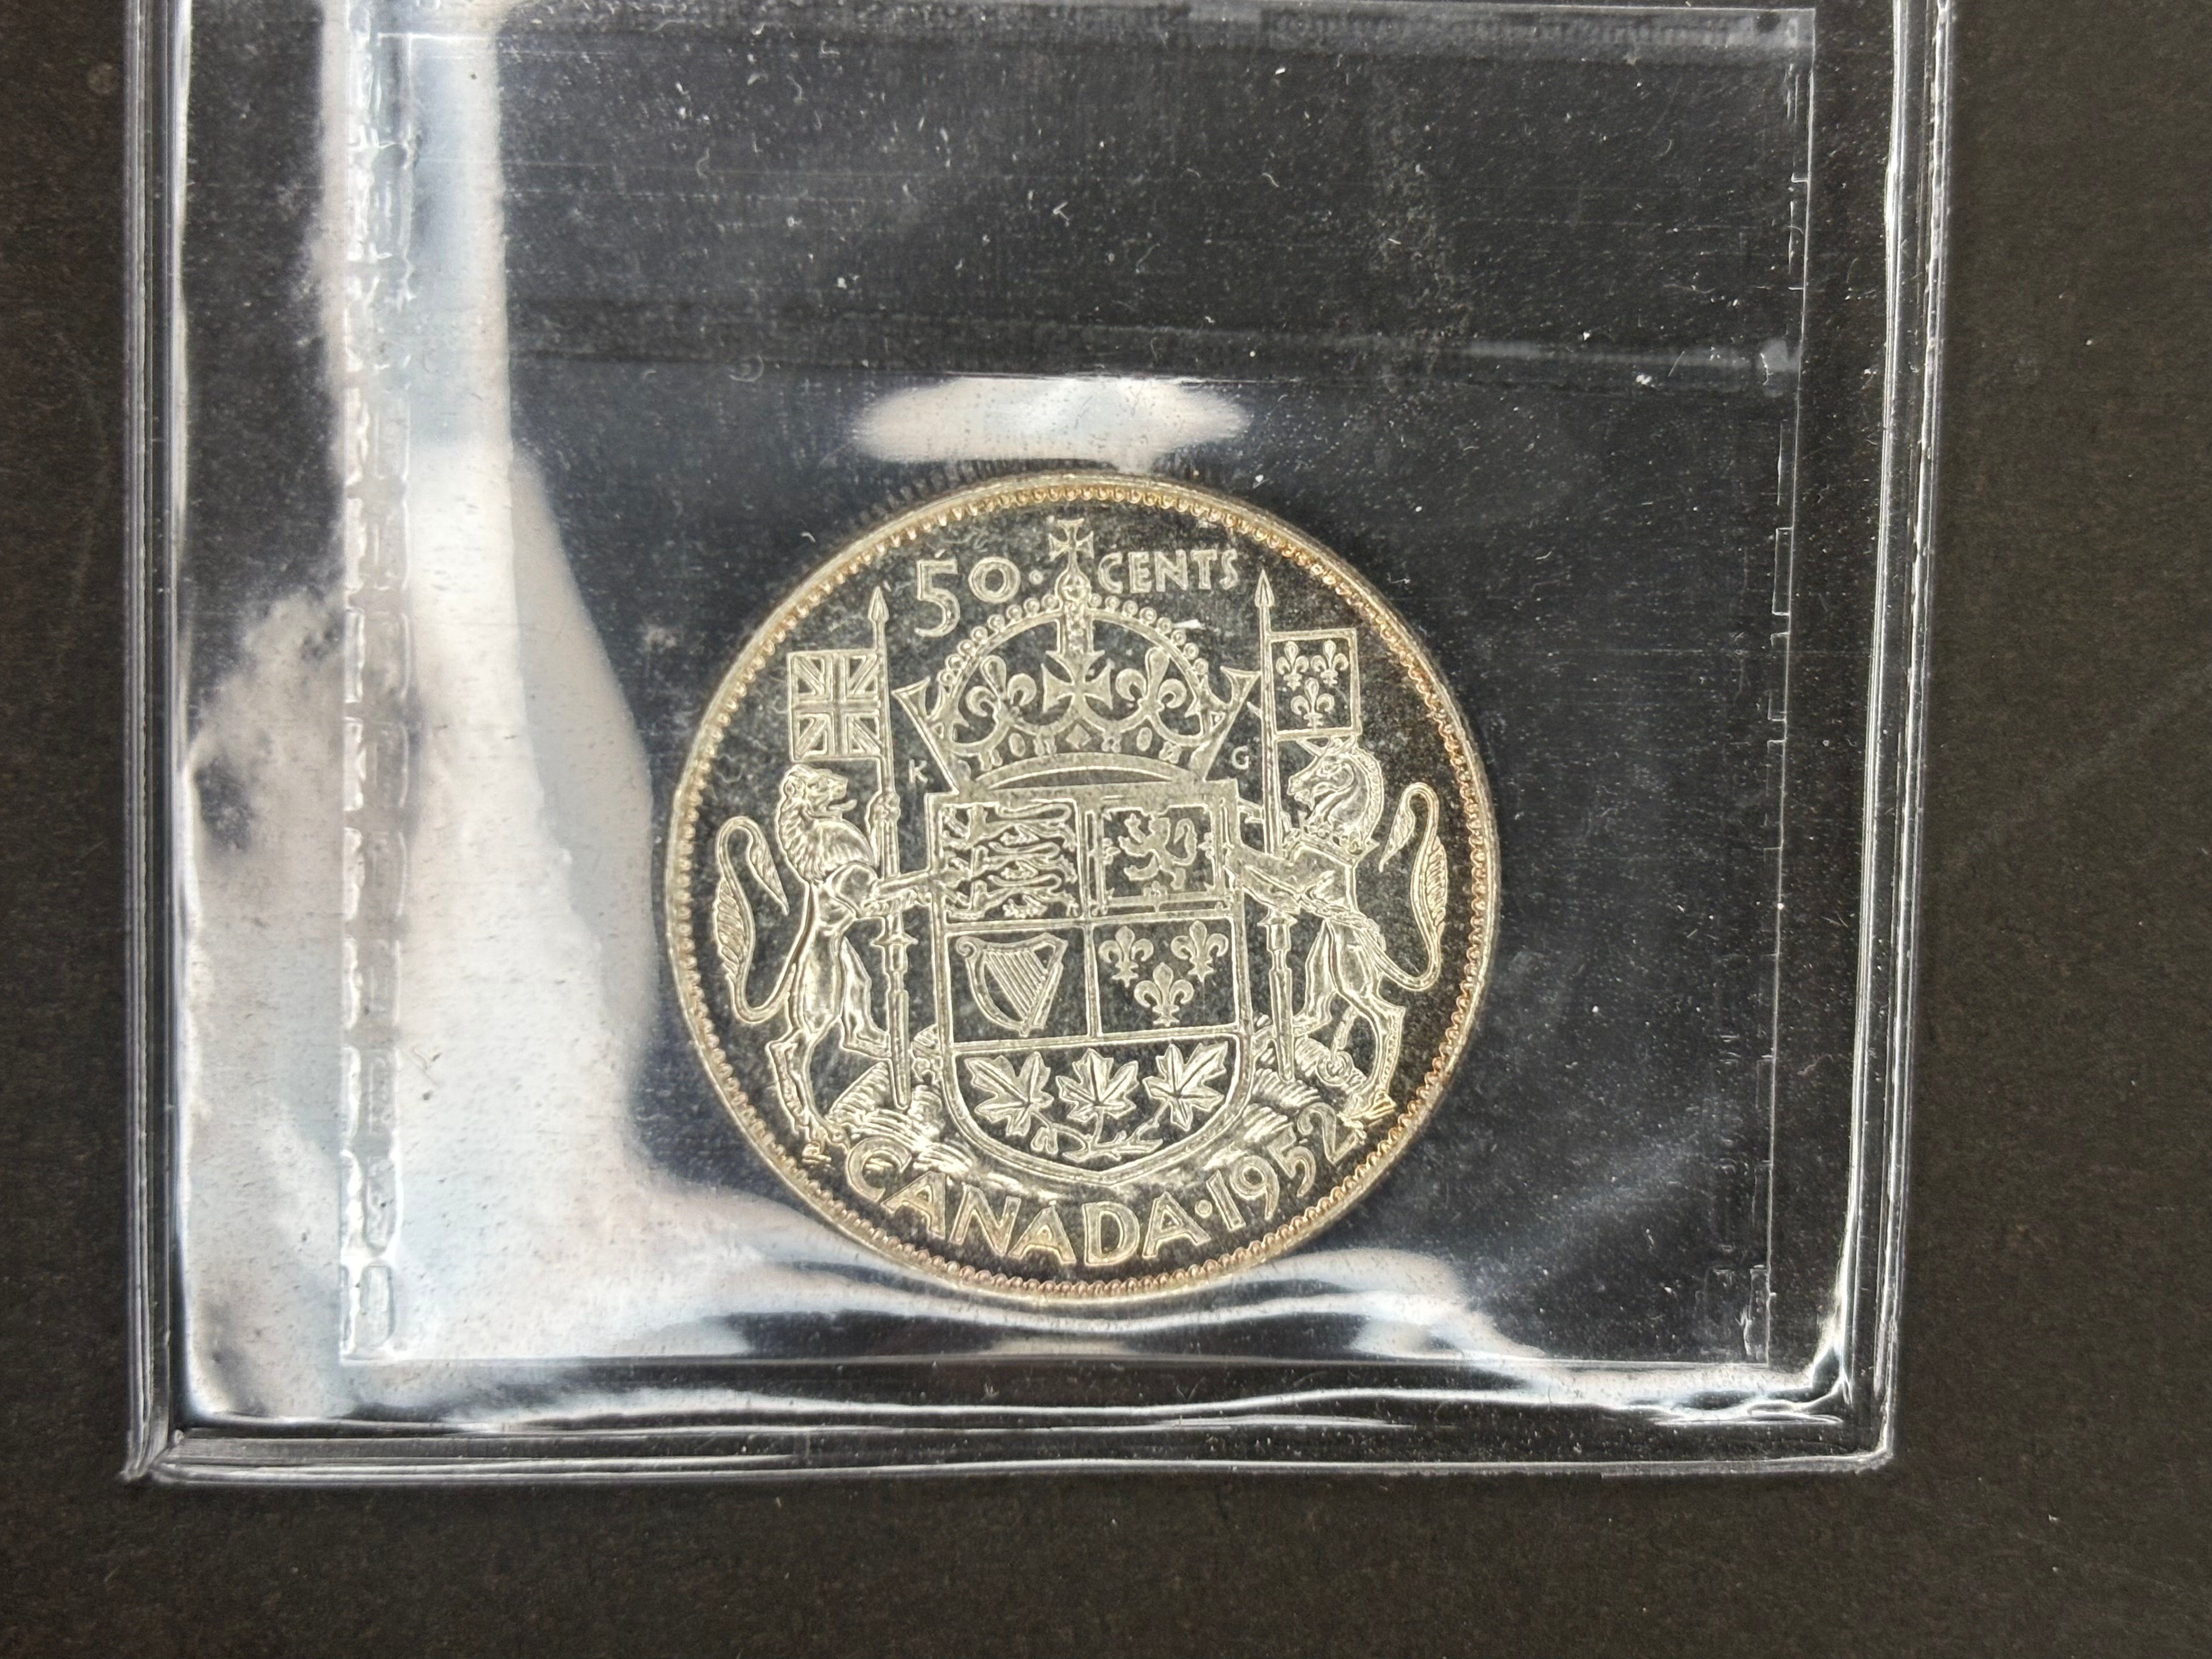 50 · CENTS
K G
CANADA · 1952